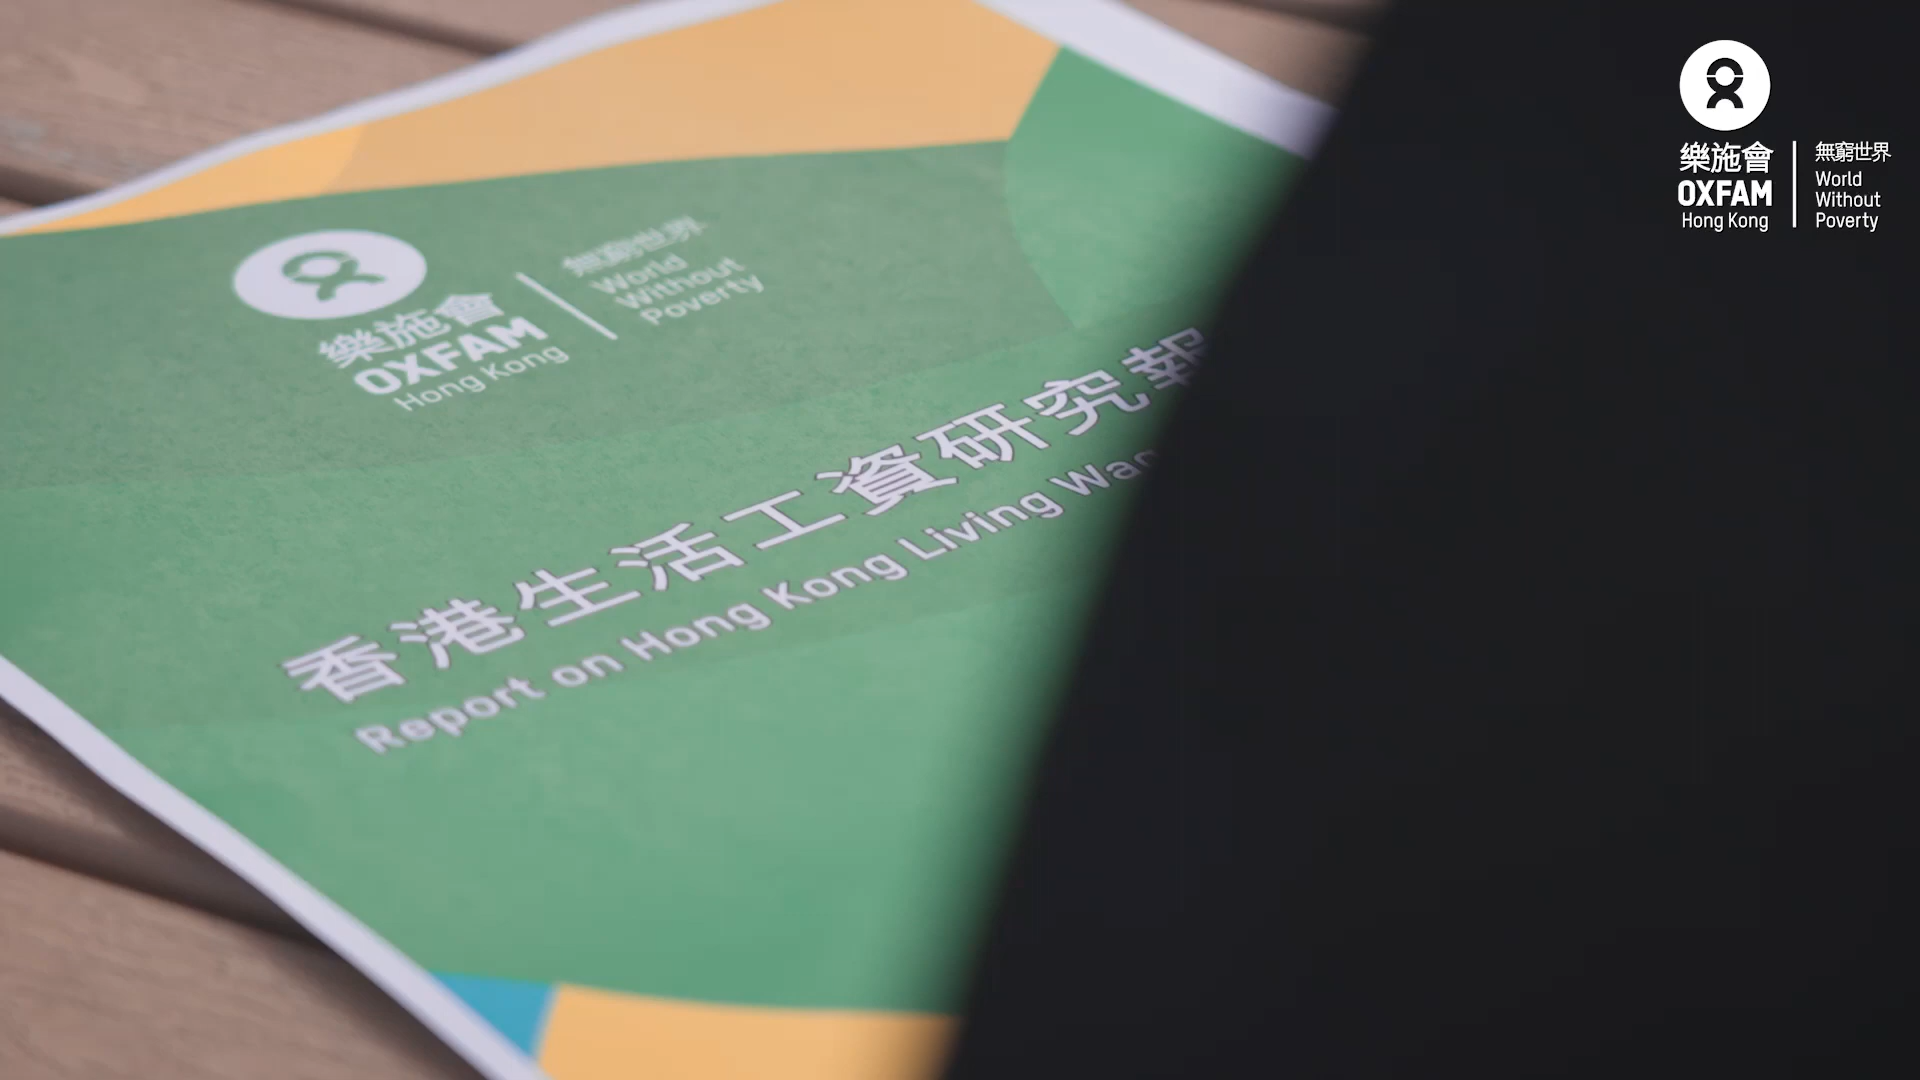 樂施會
OXFAM
Hong Kong
無窮世界
World
Without
Poverty
香港生活工資研究報
Report on Hong Kong Living
樂施會
OXFAM
Hong Kong
無窮世界
World
Without
Poverty